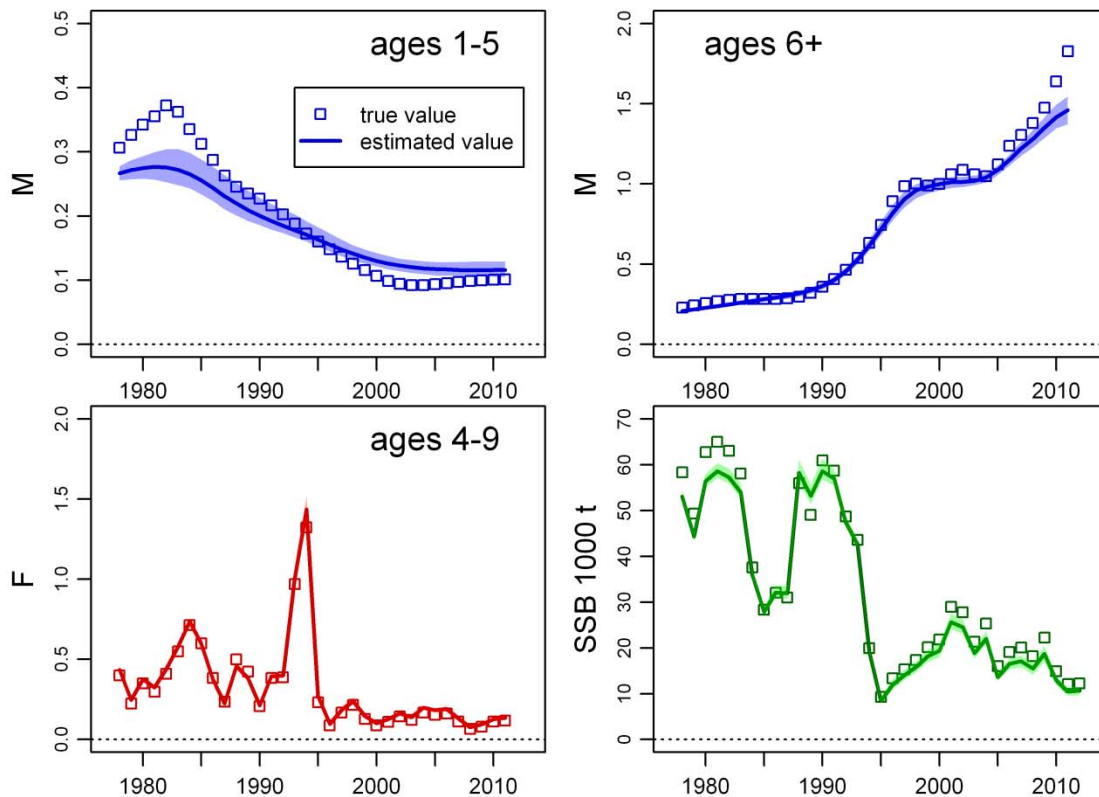 ages 1-5
true value
estimated value
M
0.0 0.1 0.2 0.3 0.4 0.5
1980 1990 2000 2010
ages 6+
M
0.0 0.5 1.0 1.5 2.0
1980 1990 2000 2010
ages 4-9
F
0.0 0.5 1.0 1.5 2.0
1980 1990 2000 2010
SSB 1000 t
0 10 20 30 40 50 60 70
1980 1990 2000 2010